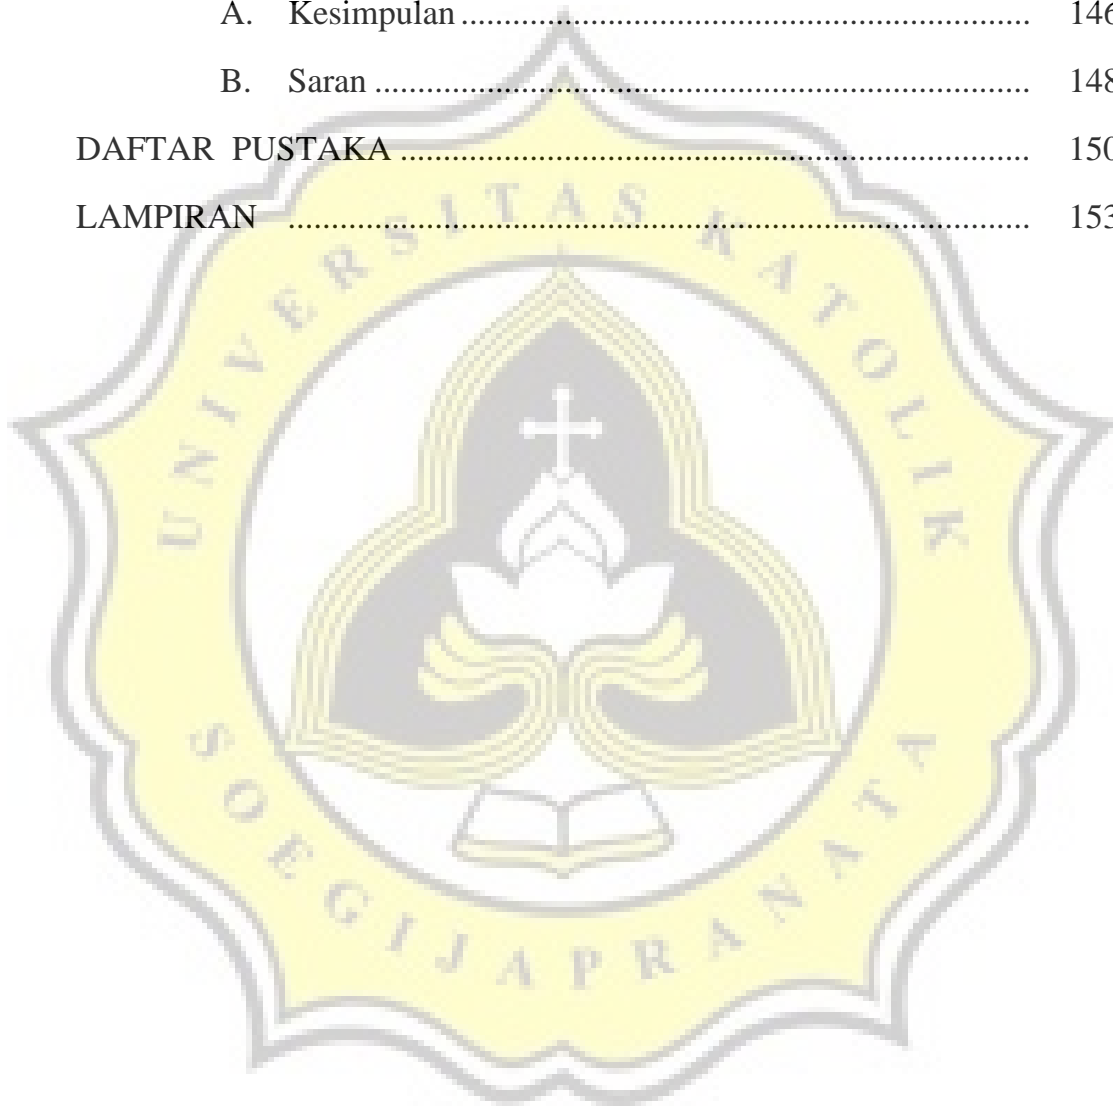 A. Kesimpulan ................................................................... 146
B. Saran ............................................................................. 148
DAFTAR PUSTAKA .......................................................................... 150
LAMPIRAN ....................................................................................... 153
UNIVERSITAS KATOLIK
SOEGIJAPRANATA